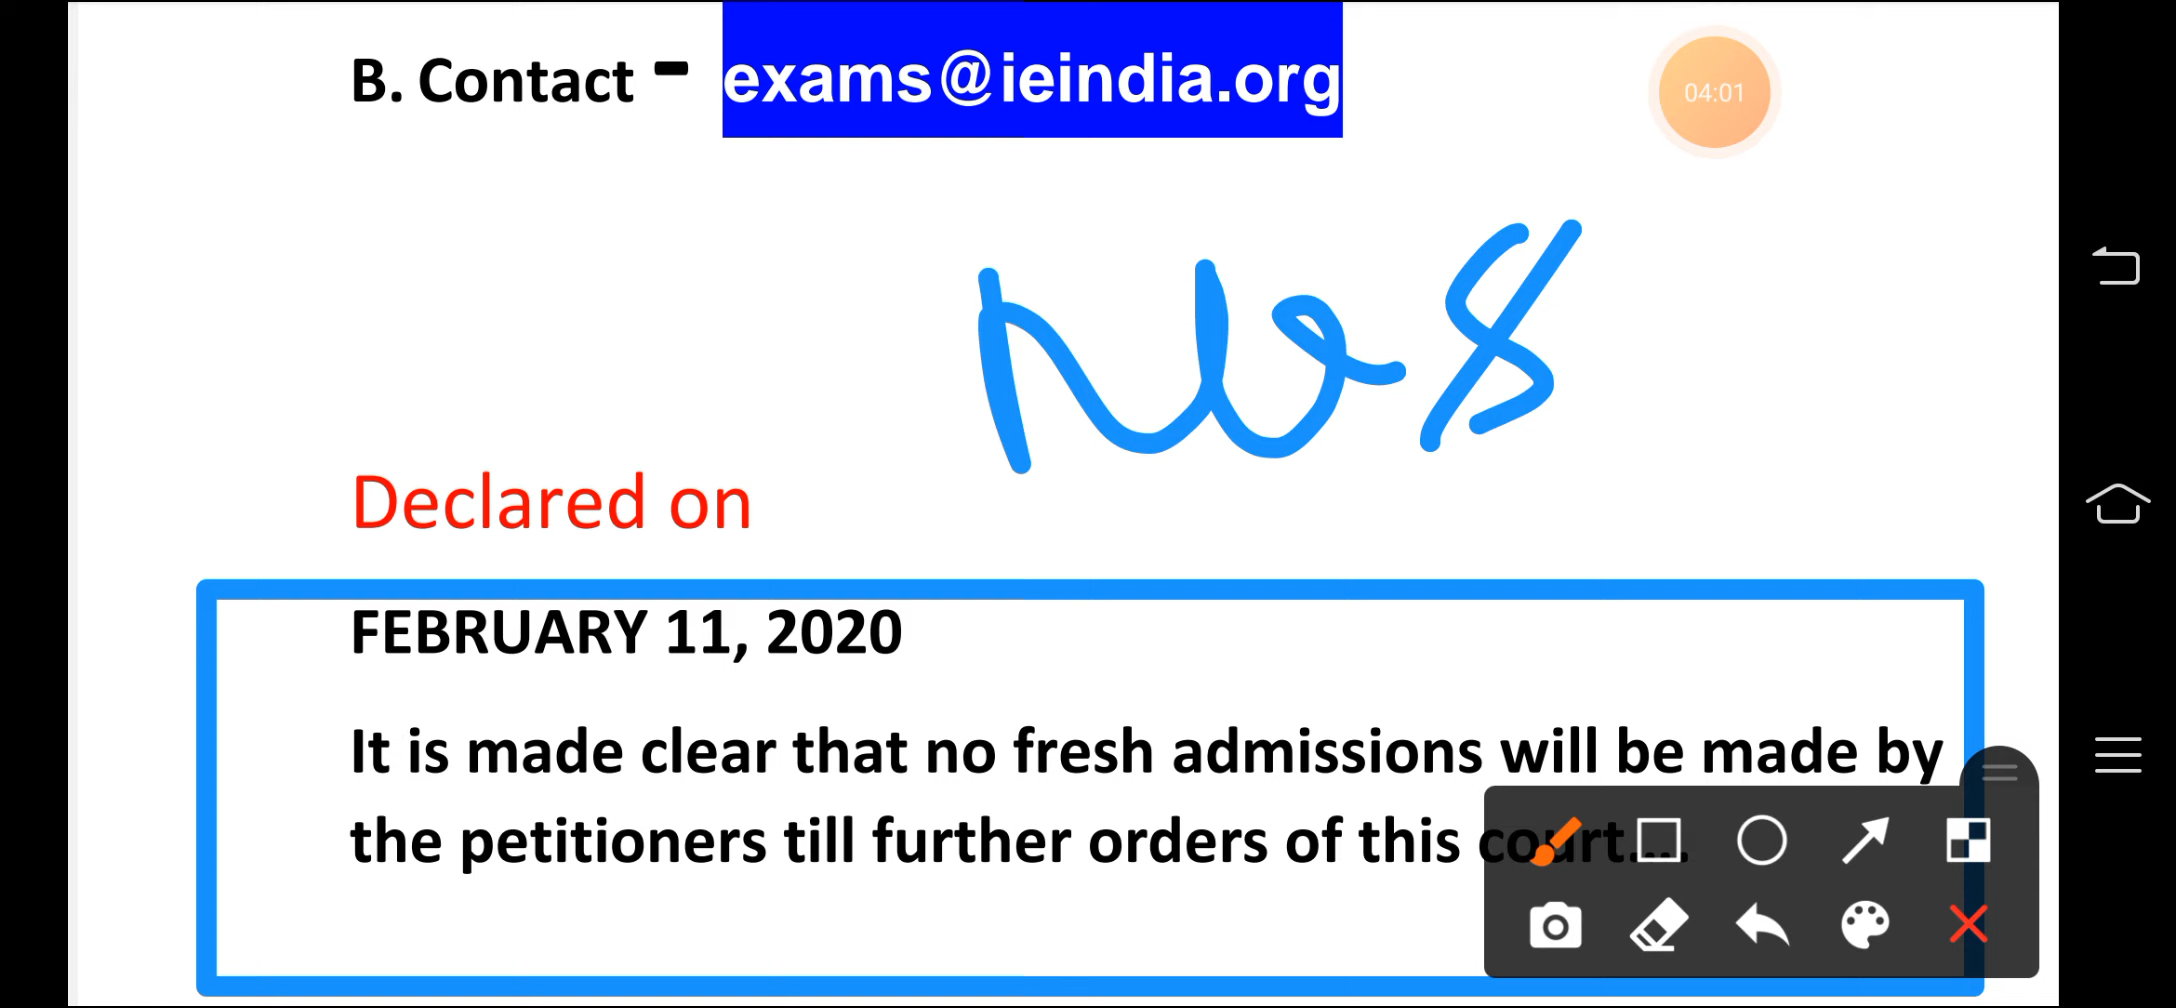 B. Contact - exams@ieindia.org
04:01
Declared on
FEBRUARY 11, 2020
It is made clear that no fresh admissions will be made by
the petitioners till further orders of this court....